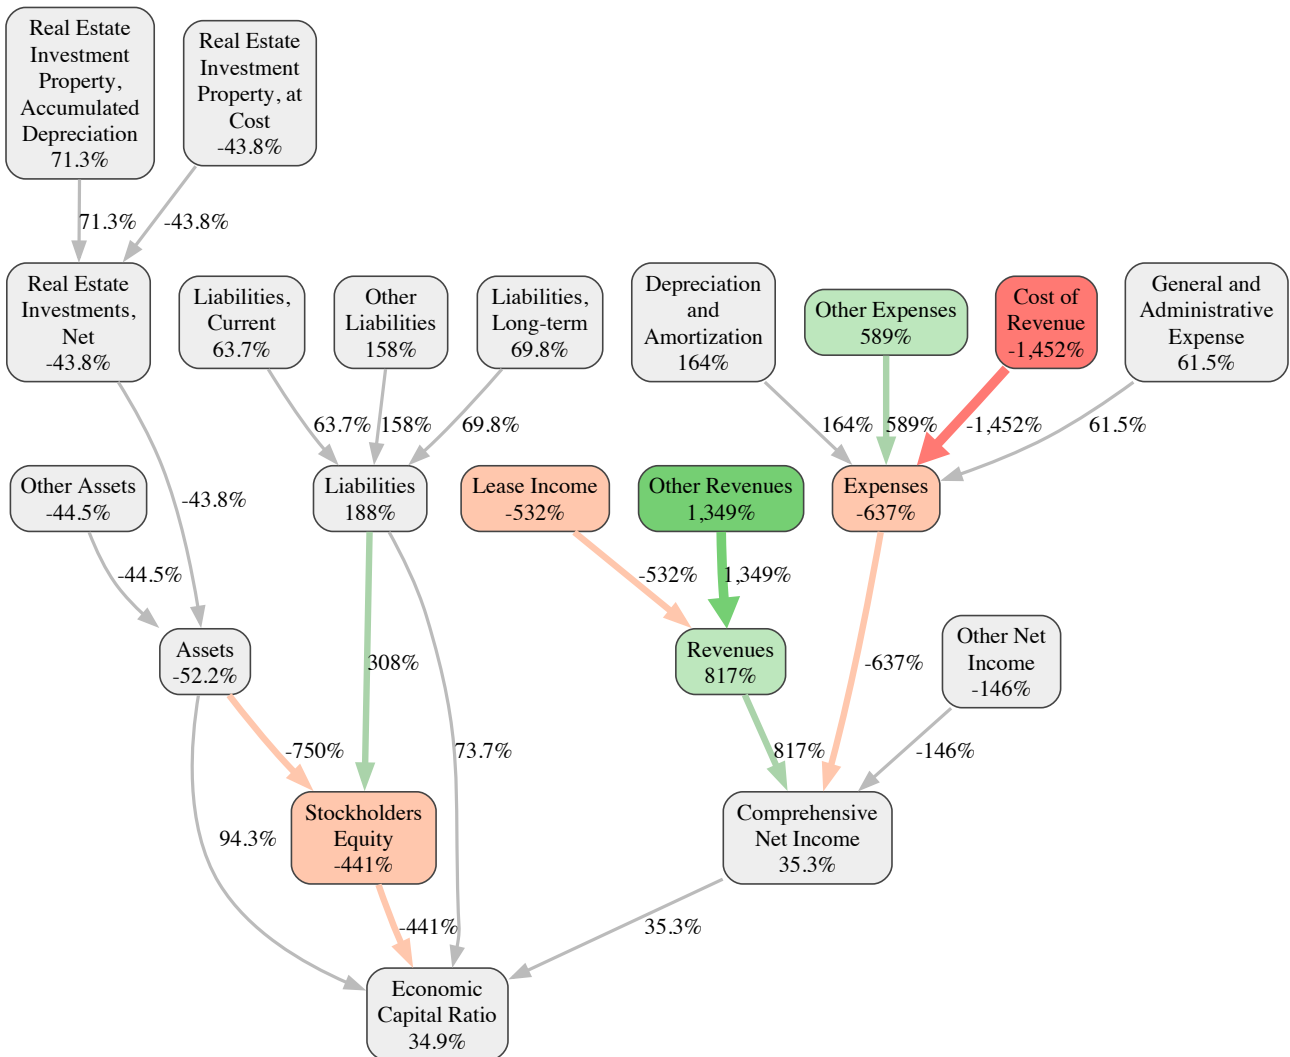 Real Estate
Investment
Property,
Accumulated
Depreciation
71.3%
Real Estate
Investment
Property, at
Cost
-43.8%
71.3%
-43.8%
Real Estate
Investments,
Net
-43.8%
Liabilities,
Current
63.7%
Other
Liabilities
158%
Liabilities,
Long-term
69.8%
Depreciation
and
Amortization
164%
Other Expenses
589%
Cost of
Revenue
-1,452%
General and
Administrative
Expense
61.5%
63.7%
158%
69.8%
164%
589%
-1,452%
61.5%
Other Assets
-44.5%
-43.8%
Liabilities
188%
Lease Income
-532%
Other Revenues
1,349%
Expenses
-637%
-44.5%
-532%
1,349%
Assets
-52.2%
308%
Revenues
817%
-637%
Other Net
Income
-146%
-750%
73.7%
817%
-146%
94.3%
Stockholders
Equity
-441%
Comprehensive
Net Income
35.3%
-441%
35.3%
Economic
Capital Ratio
34.9%